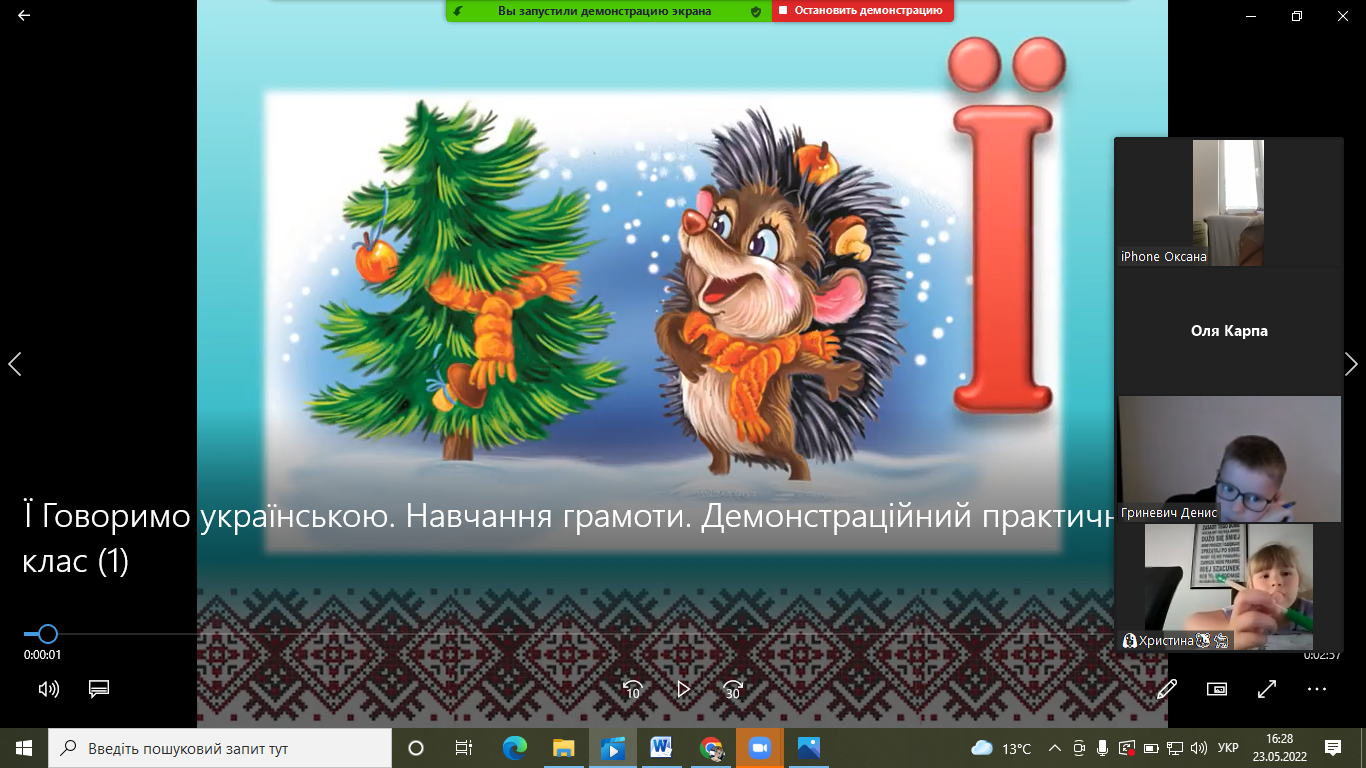 Вы запустили демонстрацию экрана
Остановить демонстрацию
Ї
iPhone Оксана
Оля Карпа
Гриневич Денис
Христина
Ї Говоримо українською. Навчання грамоти. Демонстраційний практичн
клас (1)
0:00:01
0:02:57
10
30
Введіть пошуковий запит тут
13°C
УКР
16:28
23.05.2022